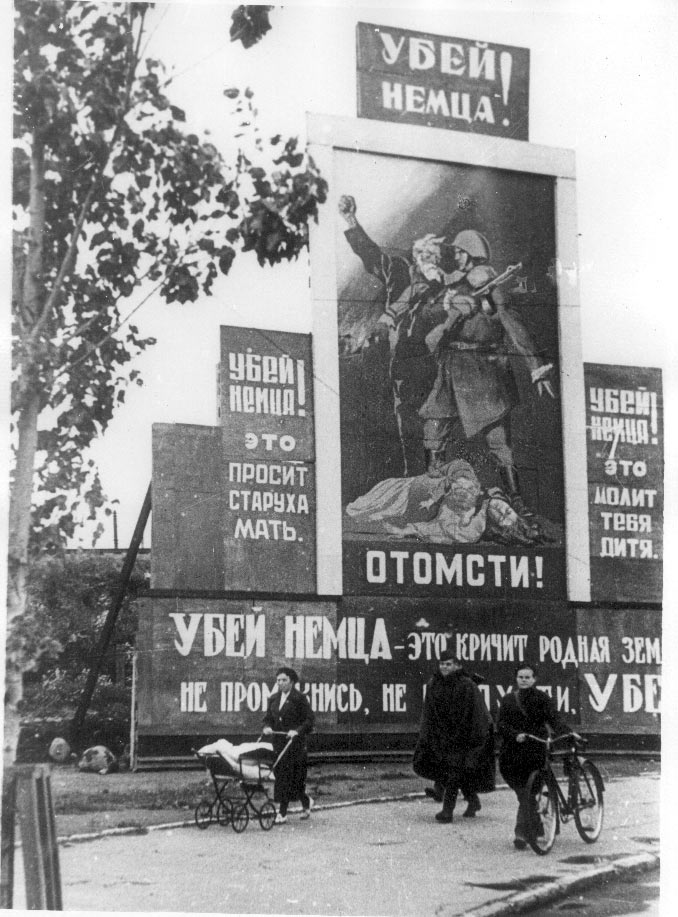 УБЕЙ
НЕМЦА!
УБЕЙ
НЕМЦА!
ЭТО
ПРОСИТ
СТАРУХА
МАТЬ.
ОТОМСТИ!
УБЕЙ
НЕМЦА!
ЭТО
МОЛИТ
ТЕБЯ
ДИТЯ.
УБЕЙ НЕМЦА - ЭТО КРИЧИТ РОДНАЯ ЗЕМ
НЕ НЕ УБЕ